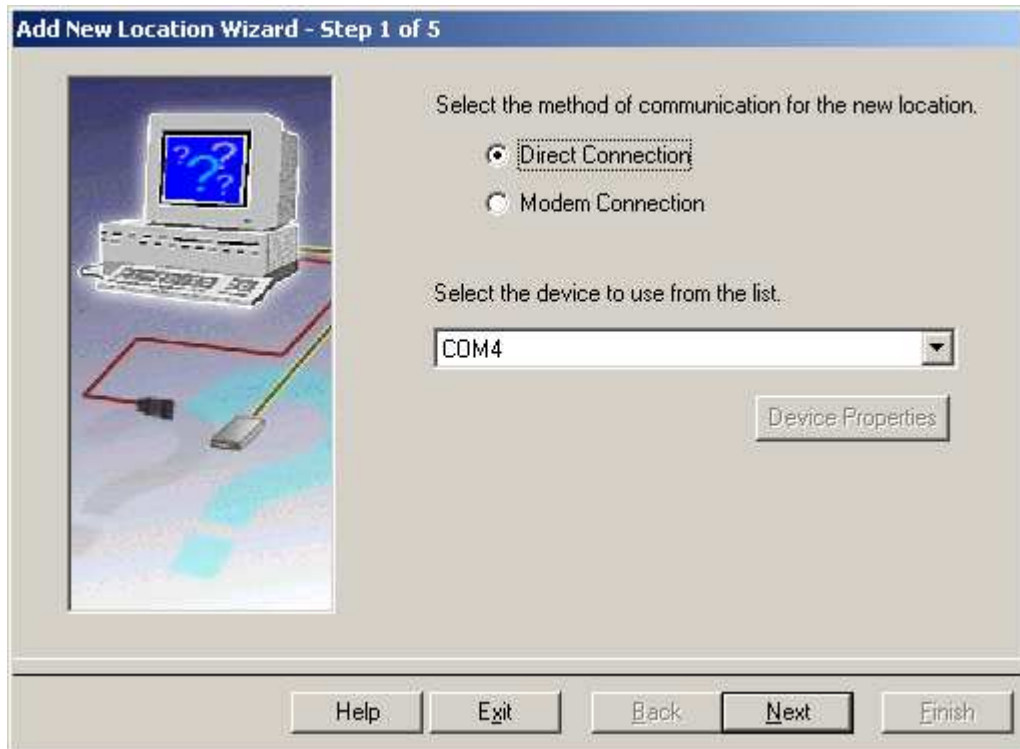 Add New Location Wizard - Step 1 of 5
Select the method of communication for the new location.
Direct Connection
Modem Connection
Select the device to use from the list.
COM4
Device Properties
Help Exit Back Next Finish